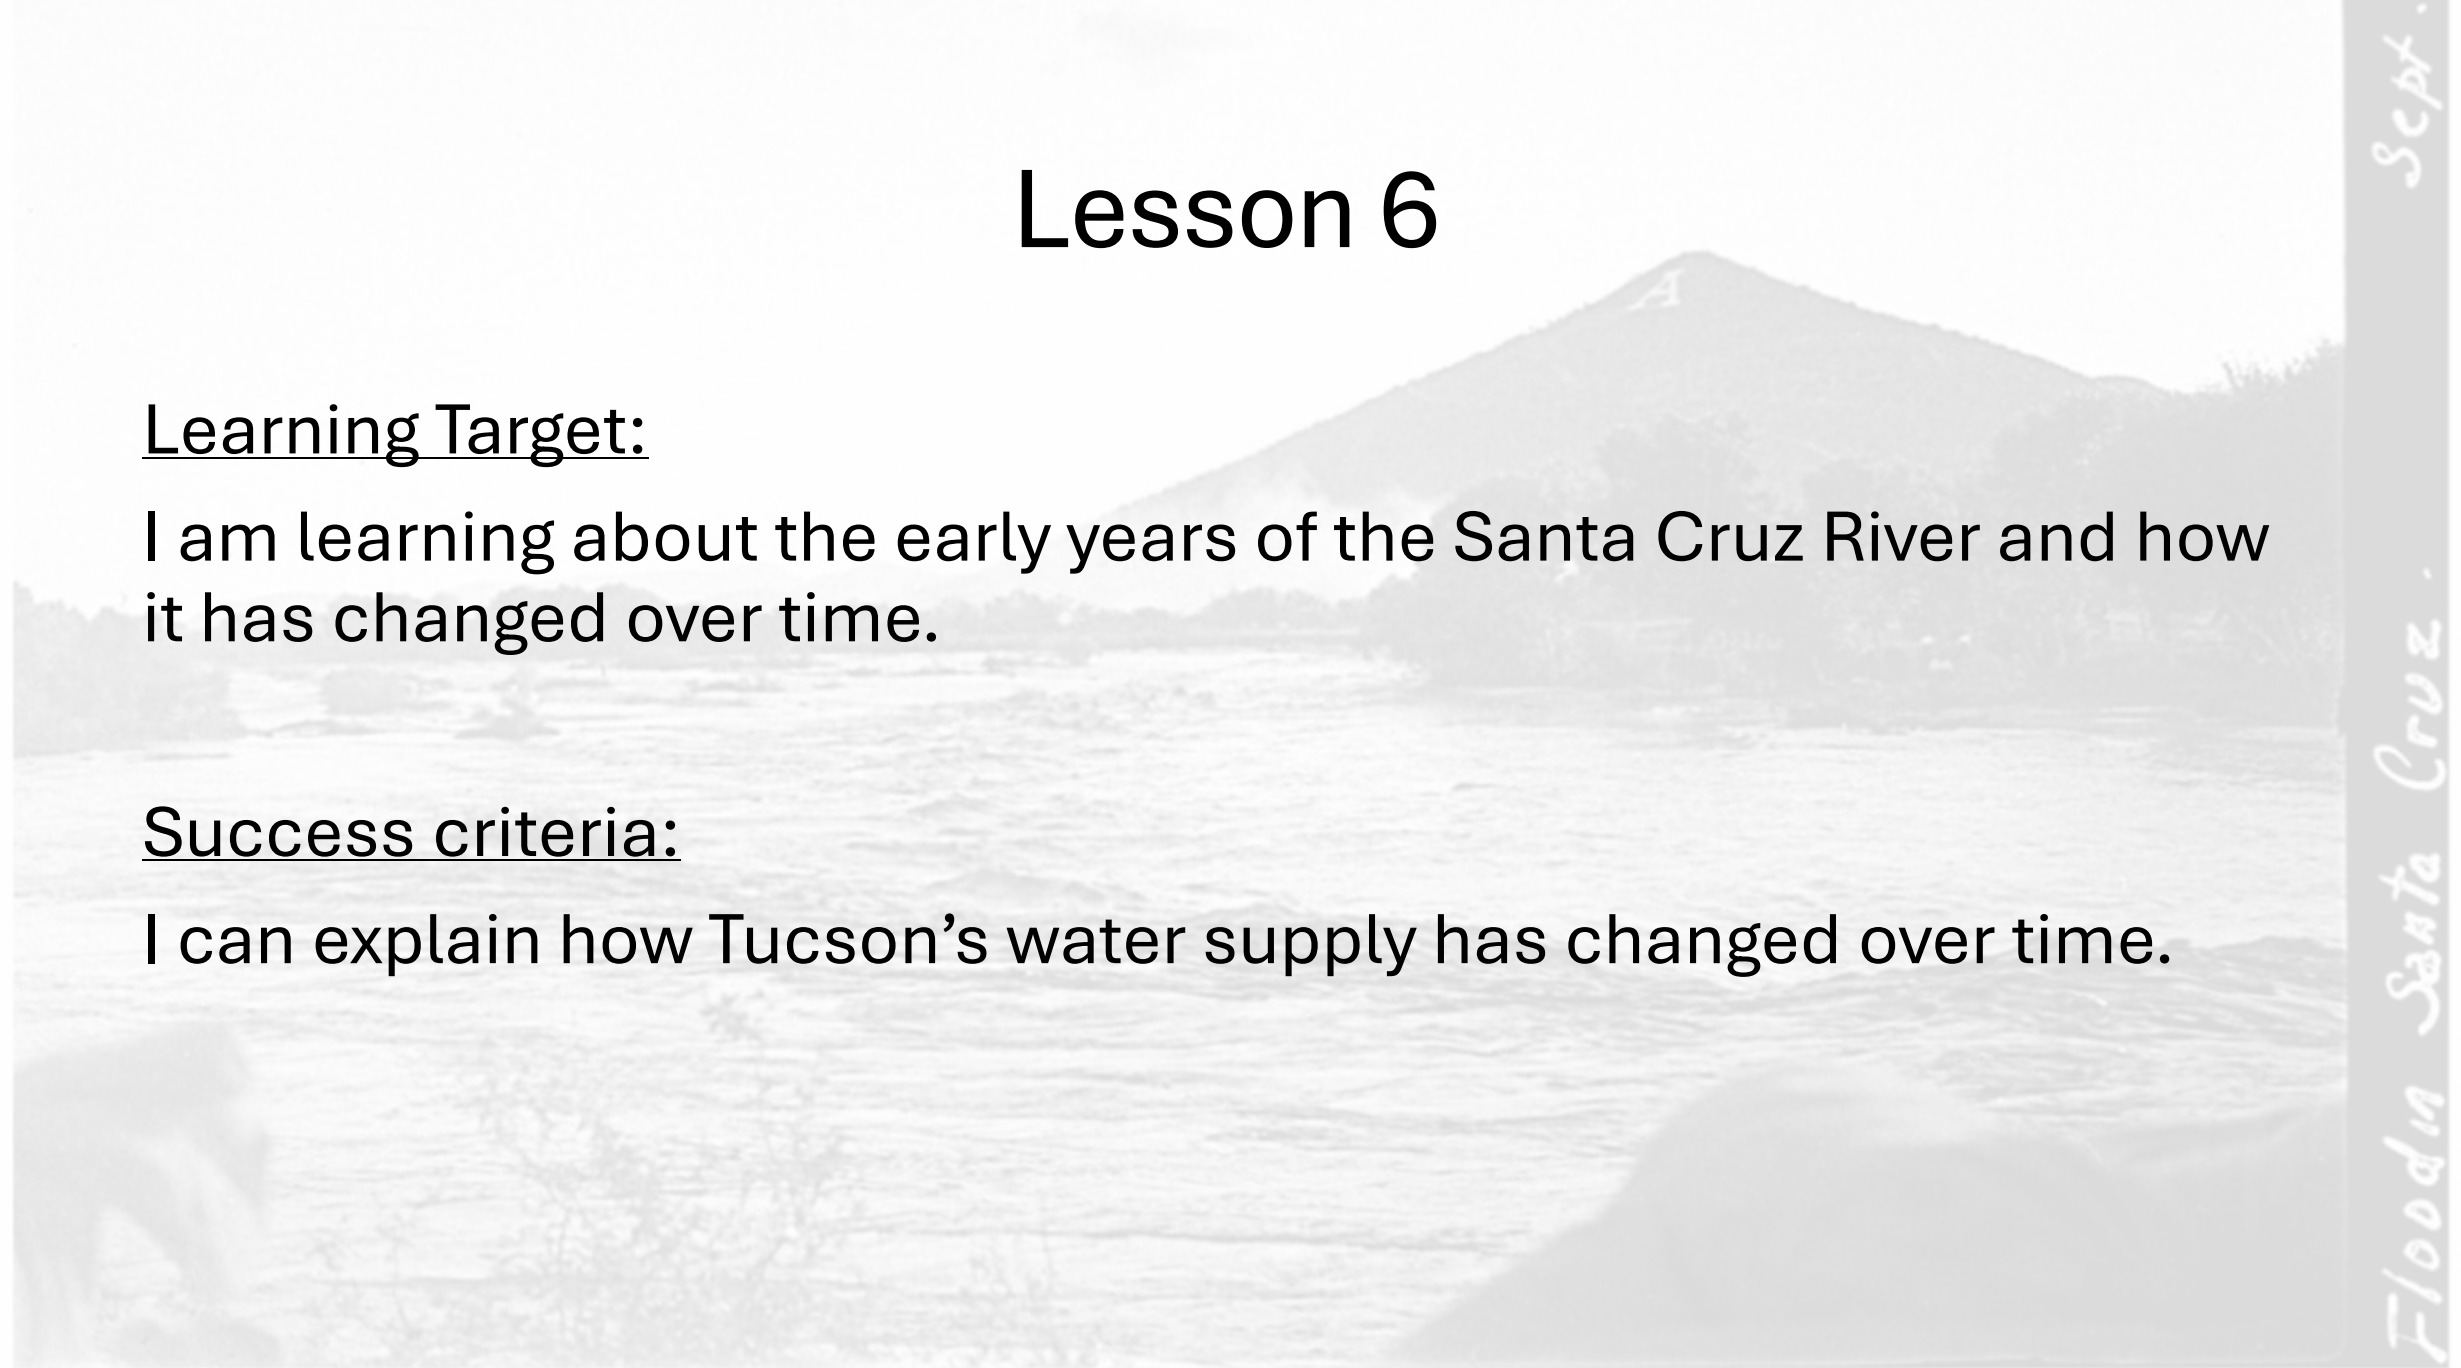 Lesson 6
Learning Target:
I am learning about the early years of the Santa Cruz River and how
it has changed over time.
Success criteria:
I can explain how Tucson’s water supply has changed over time.
A
Flood in Santa Cruz. Sept.